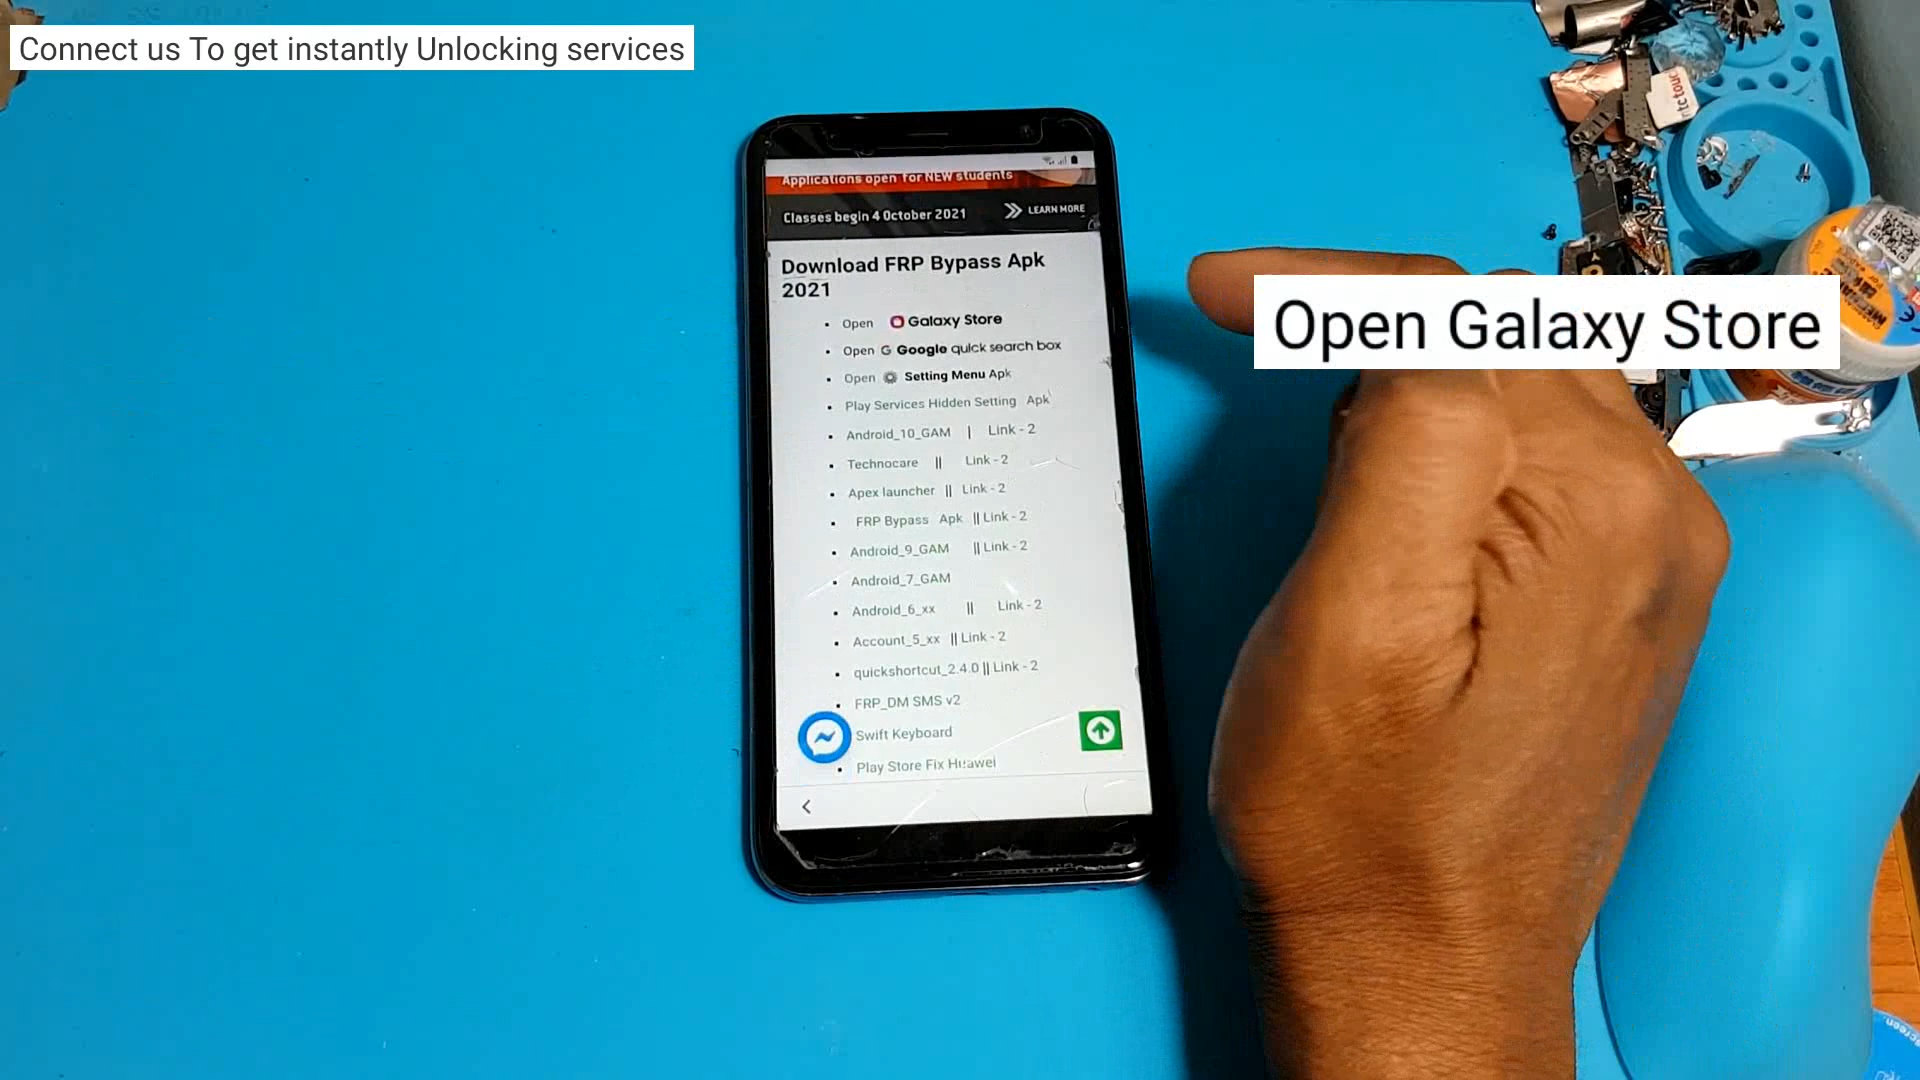 Connect us To get instantly Unlocking services
Applications open for NEW students
Classes begin 4 October 2021
LEARN MORE
Download FRP Bypass Apk
2021
Open Galaxy Store
Open G Google quick search box
Open Setting Menu Apk
Play Services Hidden Setting Apk
Android_10_GAM | Link - 2
Technocare || Link - 2
Apex launcher || Link - 2
FRP Bypass Apk || Link - 2
Android_9_GAM || Link - 2
Android_7_GAM
Android_6_xx || Link - 2
Account_5_xx || Link - 2
quickshortcut_2.4.0 || Link - 2
FRP_DM SMS v2
Swift Keyboard
Play Store Fix Huawei
Open Galaxy Store